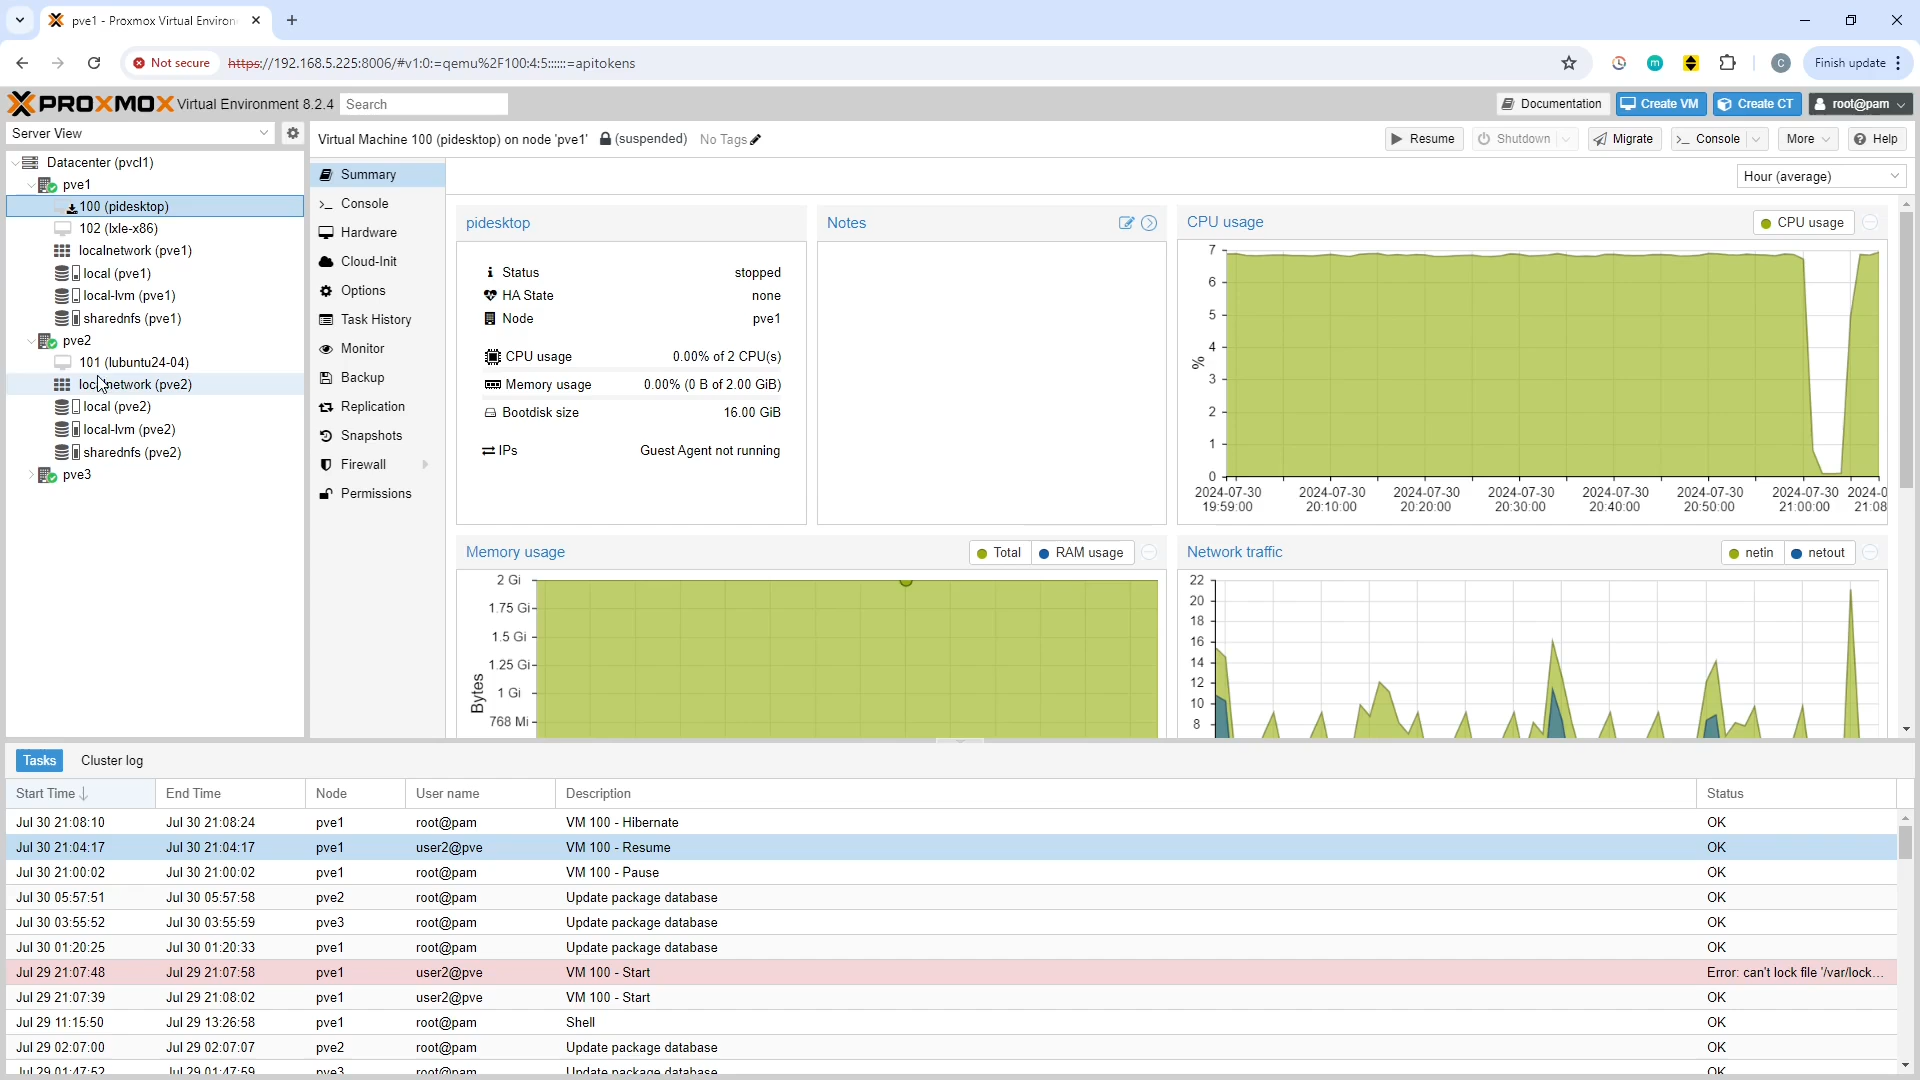 pve1 - Proxmox Virtual Environ
Not secure
https://192.168.5.225:8006/#v1:0:=qemu%2F100:4:5::::::=apitokens
Finish update
PROXMOX Virtual Environment 8.2.4
Search
Documentation
Create VM
Create CT
root@pam
Server View
Virtual Machine 100 (pidesktop) on node 'pve1'
(suspended)
No Tags
Resume
Shutdown
Migrate
Console
More
Help
Datacenter (pvcl1)
pve1
100 (pidesktop)
102 (lxle-x86)
localnetwork (pve1)
local (pve1)
local-lvm (pve1)
sharednfs (pve1)
pve2
101 (lubuntu24-04)
localnetwork (pve2)
local (pve2)
local-lvm (pve2)
sharednfs (pve2)
pve3
Summary
Console
Hardware
Cloud-Init
Options
Task History
Monitor
Backup
Replication
Snapshots
Firewall
Permissions
Hour (average)
pidesktop
Status stopped
HA State none
Node pve1
CPU usage 0.00% of 2 CPU(s)
Memory usage 0.00% (0 B of 2.00 GiB)
Bootdisk size 16.00 GiB
IPs Guest Agent not running
Notes
CPU usage
CPU usage
7
6
5
4
3
2
1
0
%
2024-07-30 2024-07-30 2024-07-30 2024-07-30 2024-07-30 2024-07-30 2024-07-30 2024-0
19:59:00 20:10:00 20:20:00 20:30:00 20:40:00 20:50:00 21:00:00 21:08
Memory usage
Total
RAM usage
2 Gi
1.75 Gi
1.5 Gi
1.25 Gi
1 Gi
768 Mi
Bytes
Network traffic
netin
netout
22
20
18
16
14
12
10
8
Tasks
Cluster log
Start Time End Time Node User name Description Status
Jul 30 21:08:10 Jul 30 21:08:24 pve1 root@pam VM 100 - Hibernate OK
Jul 30 21:04:17 Jul 30 21:04:17 pve1 user2@pve VM 100 - Resume OK
Jul 30 21:00:02 Jul 30 21:00:02 pve1 root@pam VM 100 - Pause OK
Jul 30 05:57:51 Jul 30 05:57:58 pve2 root@pam Update package database OK
Jul 30 03:55:52 Jul 30 03:55:59 pve3 root@pam Update package database OK
Jul 30 01:20:25 Jul 30 01:20:33 pve1 root@pam Update package database OK
Jul 29 21:07:48 Jul 29 21:07:58 pve1 user2@pve VM 100 - Start Error: can't lock file '/var/lock...
Jul 29 21:07:39 Jul 29 21:08:02 pve1 user2@pve VM 100 - Start OK
Jul 29 11:15:50 Jul 29 13:26:58 pve1 root@pam Shell OK
Jul 29 02:07:00 Jul 29 02:07:07 pve2 root@pam Update package database OK
Jul 29 01:47:52 Jul 29 01:47:59 pve3 root@pam Update package database OK